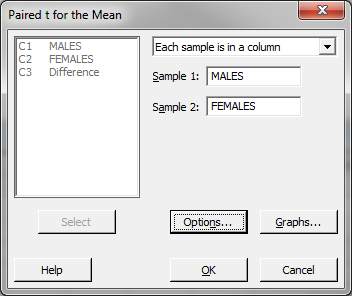 Paired t for the Mean
C1 MALES
C2 FEMALES
C3 Difference
Each sample is in a column
Sample 1: MALES
Sample 2: FEMALES
Select
Options...
Graphs...
Help
OK
Cancel